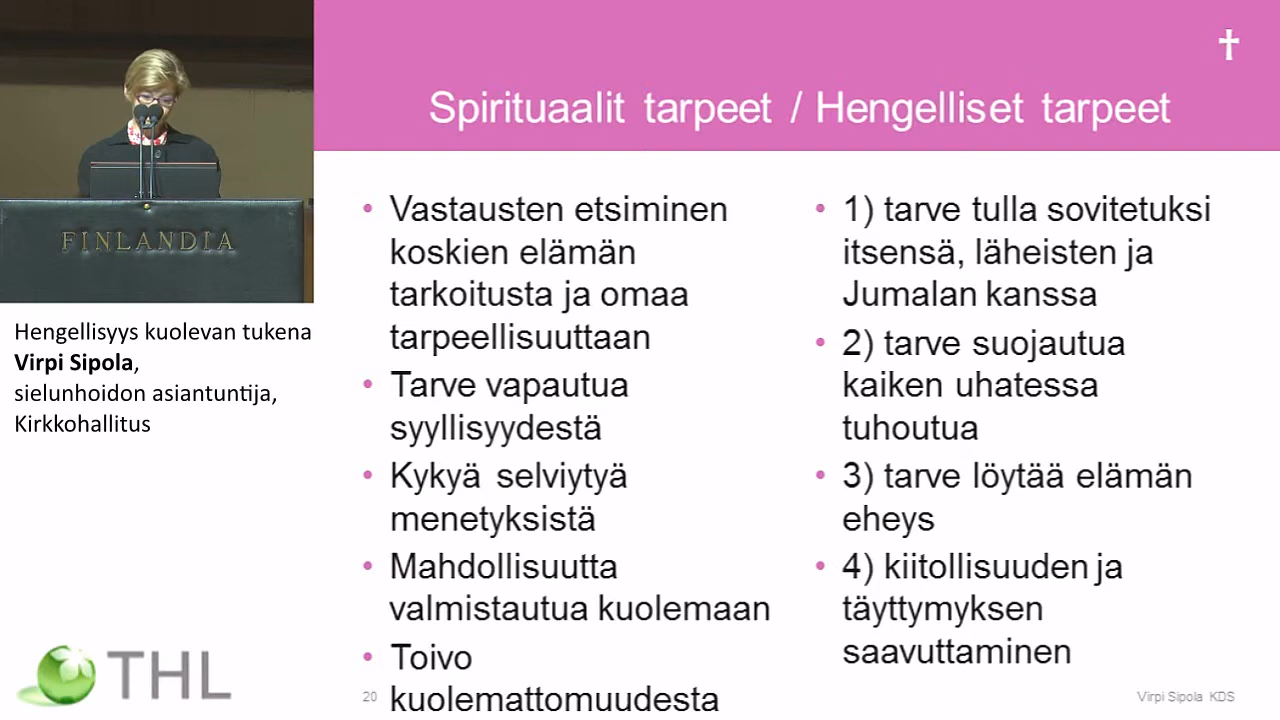 FINLANDIA
Hengellisyys kuolevan tukena
Virpi Sipola,
sielunhoidon asiantuntija,
Kirkkohallitus
THL
Spirituaalit tarpeet / Hengelliset tarpeet
• Vastausten etsiminen
koskien elämän
tarkoitusta ja omaa
tarpeellisuuttaan
• Tarve vapautua
syyllisyydestä
• Kykyä selviytyä
menetyksistä
• Mahdollisuutta
valmistautua kuolemaan
• Toivo
kuolemattomuudesta
• 1) tarve tulla sovitetuksi
itsensä, läheisten ja
Jumalan kanssa
• 2) tarve suojautua
kaiken uhatessa
tuhoutua
• 3) tarve löytää elämän
eheys
• 4) kiitollisuuden ja
täyttymyksen
saavuttaminen
20
Virpi Sipola KDS